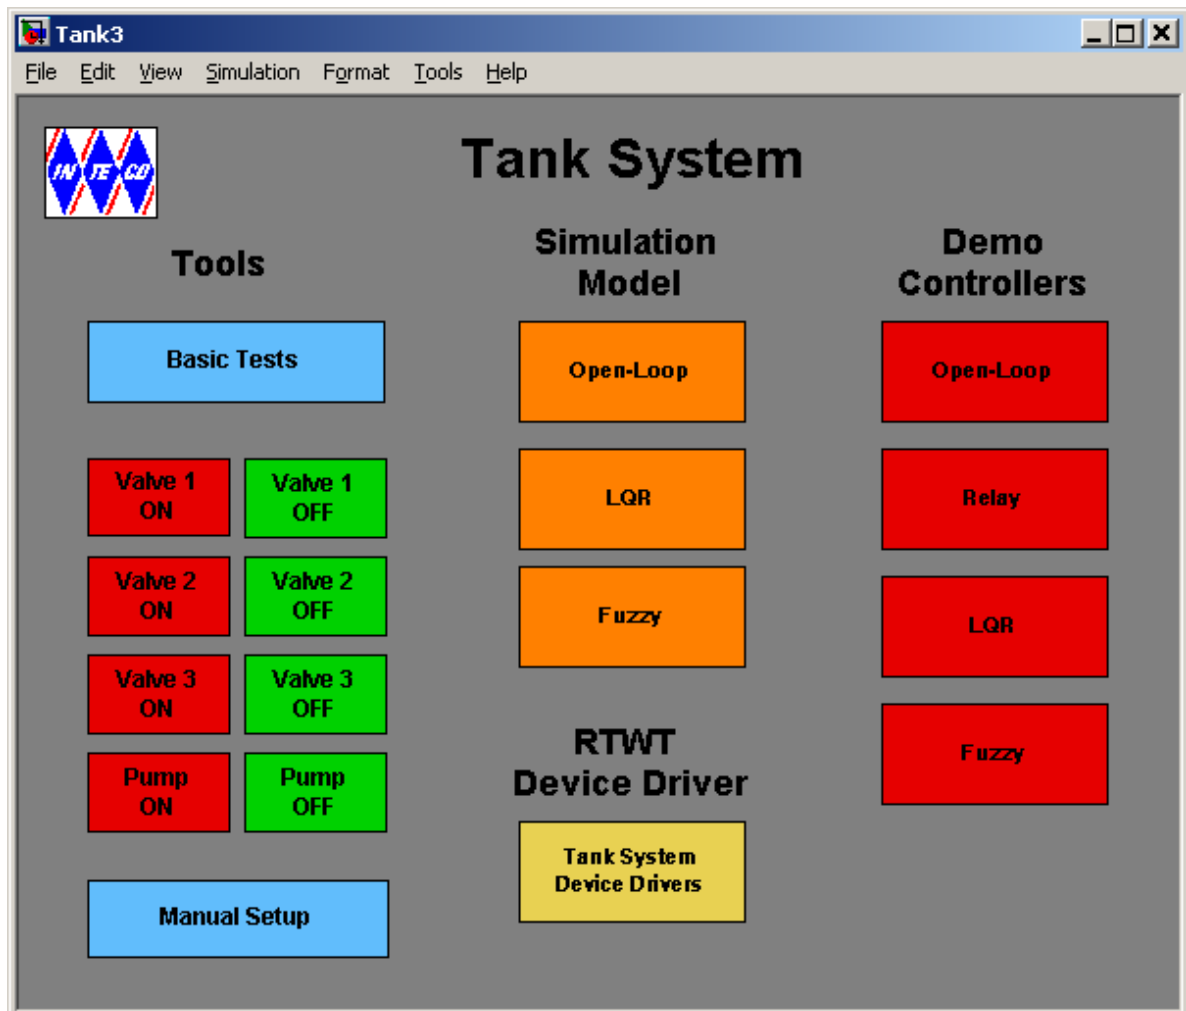 Tank3
File Edit View Simulation Format Tools Help
IN TE CO
Tank System
Tools
Basic Tests
Valve 1
ON
Valve 1
OFF
Valve 2
ON
Valve 2
OFF
Valve 3
ON
Valve 3
OFF
Pump
ON
Pump
OFF
Manual Setup
Simulation
Model
Open-Loop
LQR
Fuzzy
RTWT
Device Driver
Tank System
Device Drivers
Demo
Controllers
Open-Loop
Relay
LQR
Fuzzy